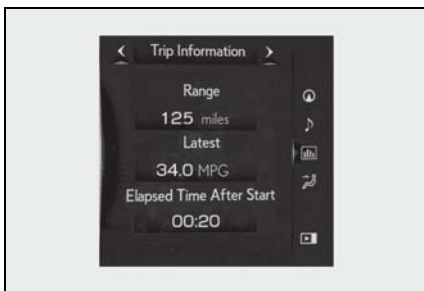 Trip Information
Range
125 miles
Latest
34.0 MPG
Elapsed Time After Start
00:20